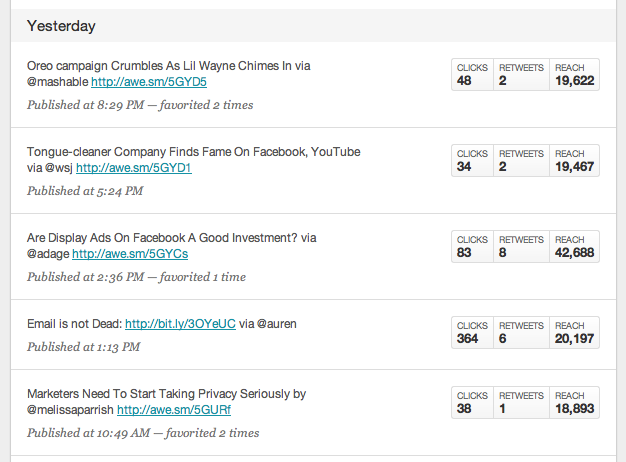 Yesterday
Oreo campaign Crumbles As Lil Wayne Chimes In via
@mashable http://awe.sm/5GYD5
Published at 8:29 PM — favorited 2 times
CLICKS RETWEETS REACH
48 2 19,622
Tongue-cleaner Company Finds Fame On Facebook, YouTube
via @wsj http://awe.sm/5GYD1
Published at 5:24 PM
CLICKS RETWEETS REACH
34 2 19,467
Are Display Ads On Facebook A Good Investment? via
@adage http://awe.sm/5GYCs
Published at 2:36 PM — favorited 1 time
CLICKS RETWEETS REACH
83 8 42,688
Email is not Dead: http://bit.ly/3OYeUC via @auren
Published at 1:13 PM
CLICKS RETWEETS REACH
364 6 20,197
Marketers Need To Start Taking Privacy Seriously by
@melissaparrish http://awe.sm/5GURf
Published at 10:49 AM — favorited 2 times
CLICKS RETWEETS REACH
38 1 18,893